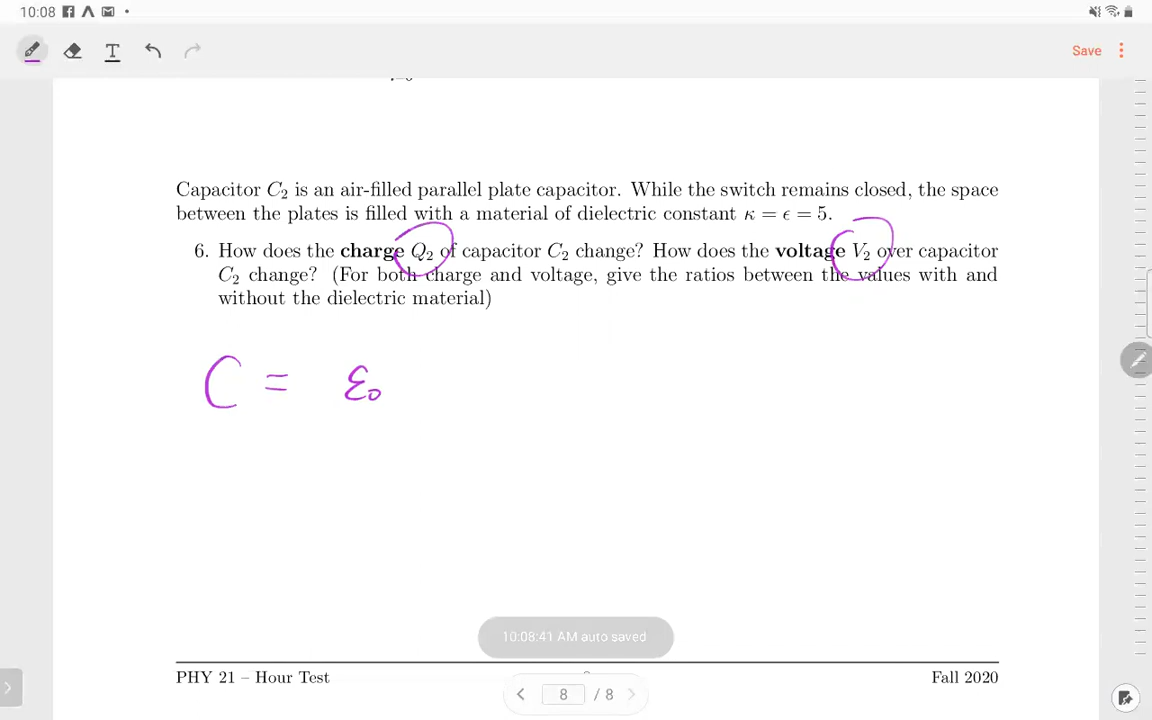 10:08
T
Save
Capacitor C₂ is an air-filled parallel plate capacitor. While the switch remains closed, the space
between the plates is filled with a material of dielectric constant κ = ϵ = 5.
6. How does the charge Q₂ of capacitor C₂ change? How does the voltage V₂ over capacitor
C₂ change? (For both charge and voltage, give the ratios between the values with and
without the dielectric material)
C = ε₀
10:08:41 AM auto saved
PHY 21 – Hour Test
Fall 2020
8 / 8